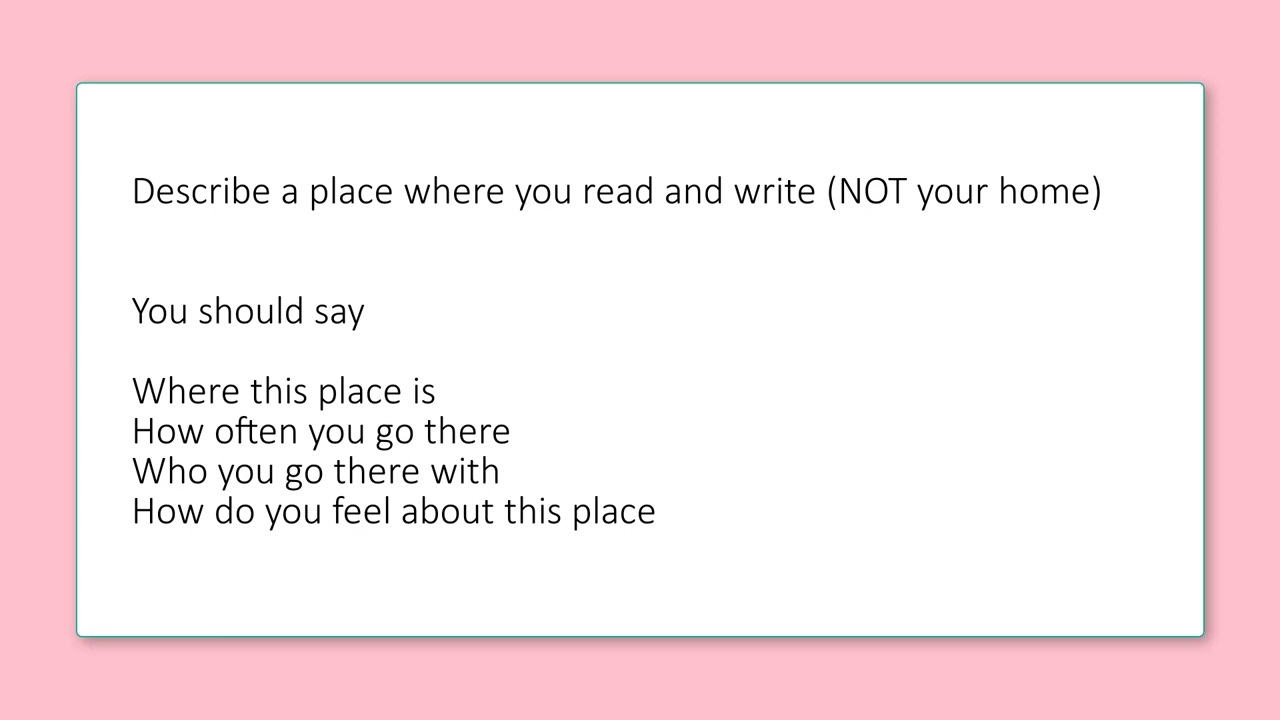 Describe a place where you read and write (NOT your home)
You should say
Where this place is
How often you go there
Who you go there with
How do you feel about this place